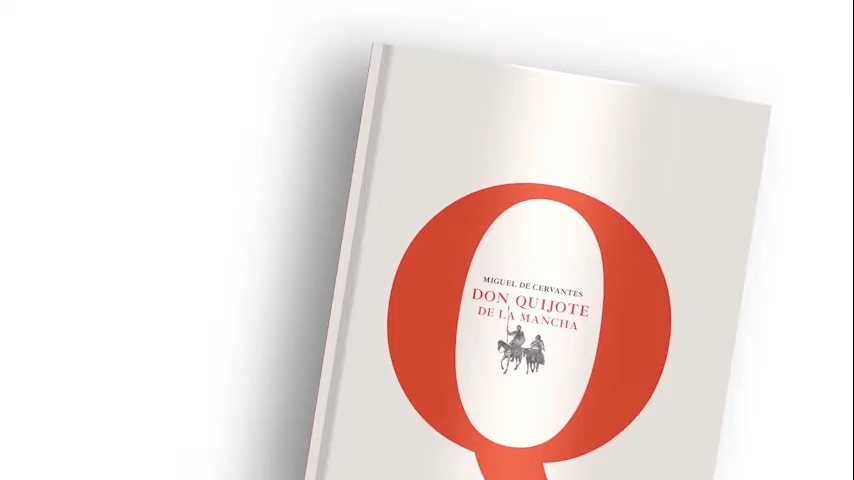 Q
MIGUEL DE CERVANTES
DON QUIJOTE
DE LA MANCHA